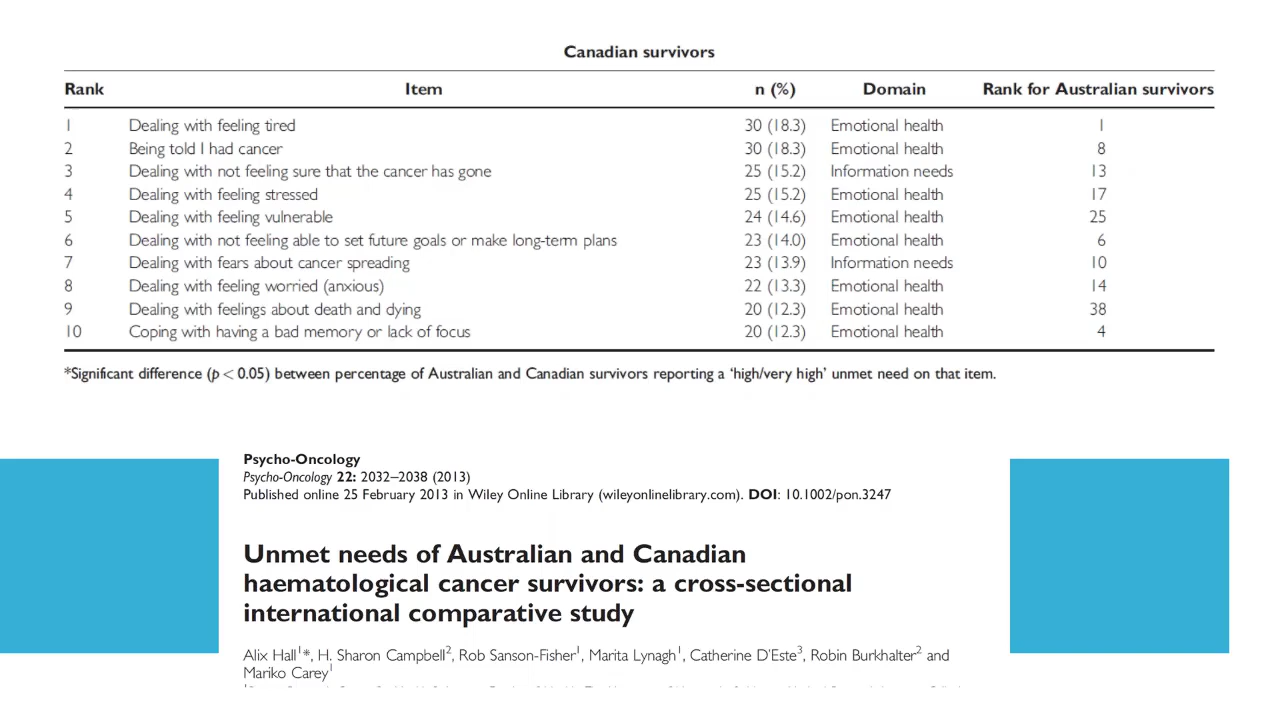 Canadian survivors
Rank Item n (%) Domain Rank for Australian survivors
1 Dealing with feeling tired 30 (18.3) Emotional health 1
2 Being told I had cancer 30 (18.3) Emotional health 8
3 Dealing with not feeling sure that the cancer has gone 25 (15.2) Information needs 13
4 Dealing with feeling stressed 25 (15.2) Emotional health 17
5 Dealing with feeling vulnerable 24 (14.6) Emotional health 25
6 Dealing with not feeling able to set future goals or make long-term plans 23 (14.0) Emotional health 6
7 Dealing with fears about cancer spreading 23 (13.9) Information needs 10
8 Dealing with feeling worried (anxious) 22 (13.3) Emotional health 14
9 Dealing with feelings about death and dying 20 (12.3) Emotional health 38
10 Coping with having a bad memory or lack of focus 20 (12.3) Emotional health 4
*Significant difference (p < 0.05) between percentage of Australian and Canadian survivors reporting a ‘high/very high’ unmet need on that item.
Psycho-Oncology
Psycho-Oncology 22: 2032–2038 (2013)
Published online 25 February 2013 in Wiley Online Library (wileyonlinelibrary.com). DOI: 10.1002/pon.3247
Unmet needs of Australian and Canadian
haematological cancer survivors: a cross-sectional
international comparative study
Alix Hall1*, H. Sharon Campbell2, Rob Sanson-Fisher1, Marita Lynagh1, Catherine D’Este3, Robin Burkhalter2 and
Mariko Carey1